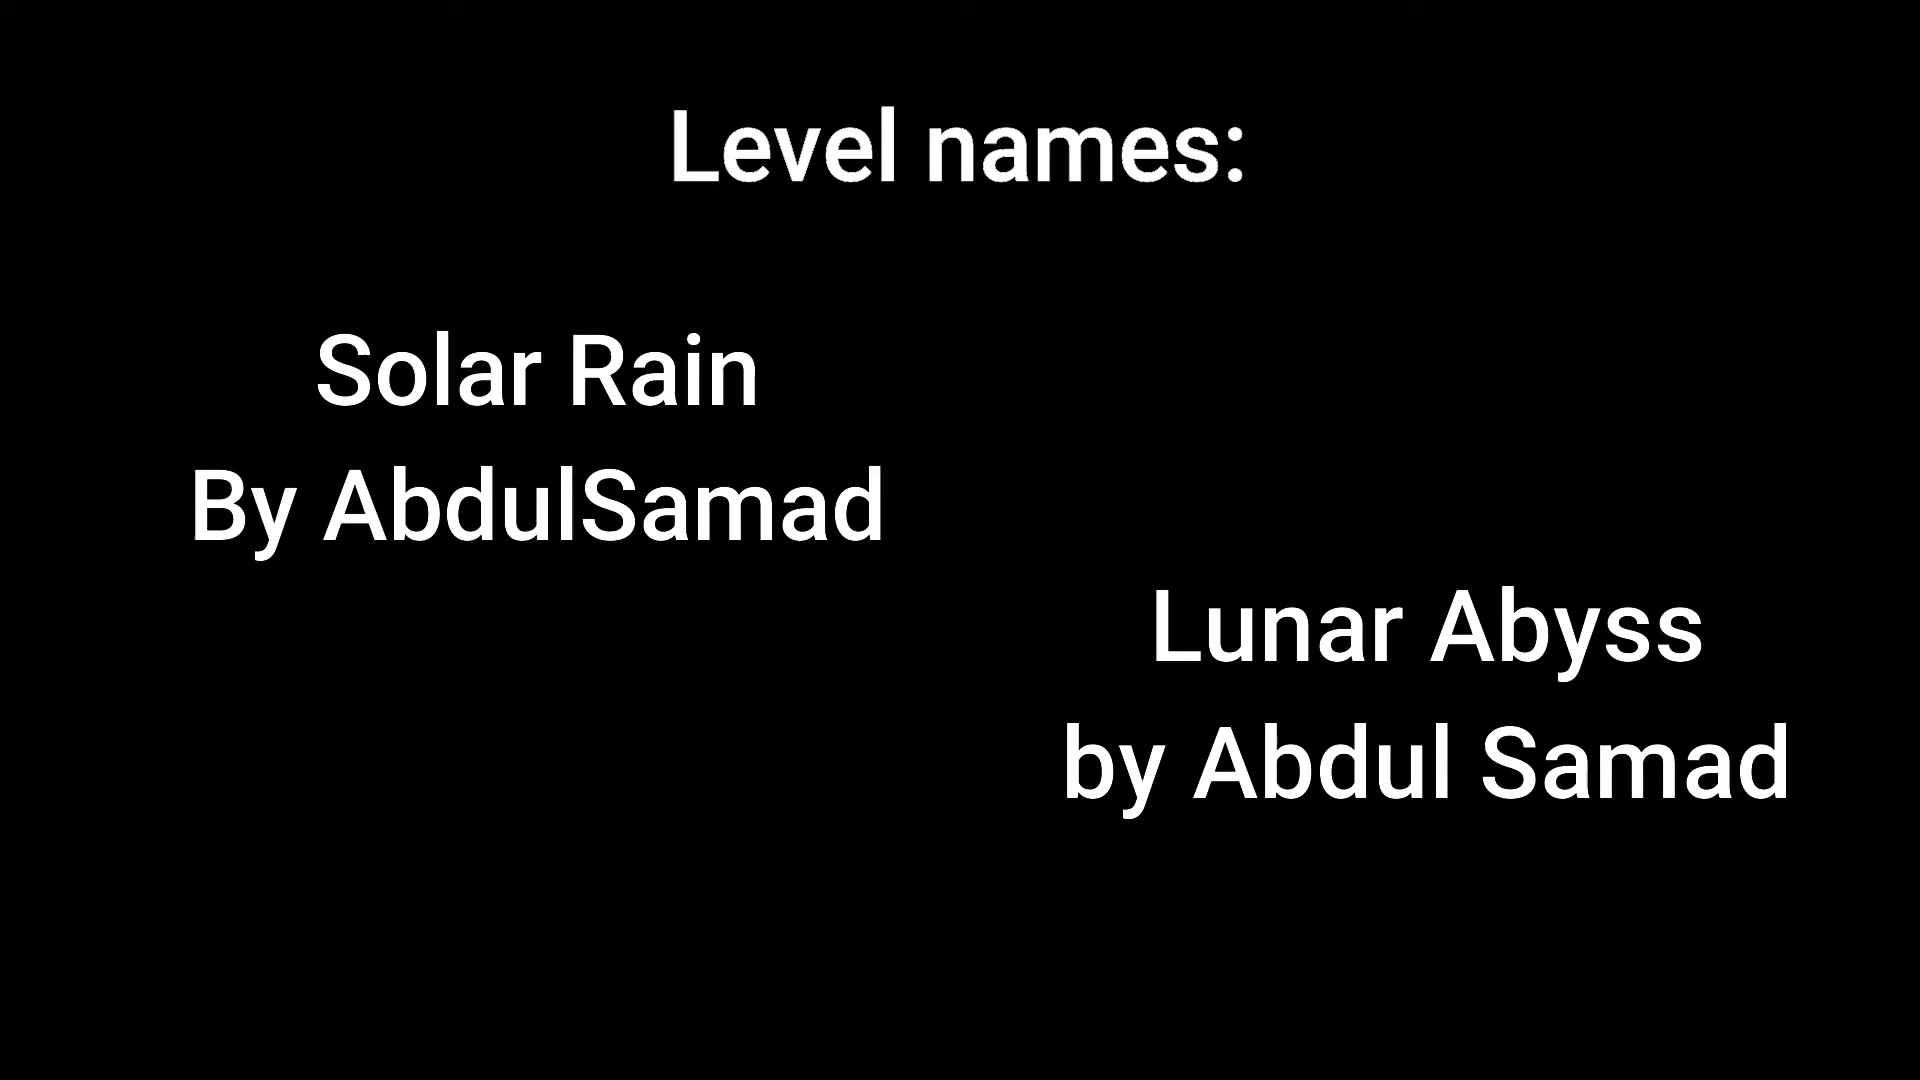 Level names:
Solar Rain
By AbdulSamad
Lunar Abyss
by Abdul Samad